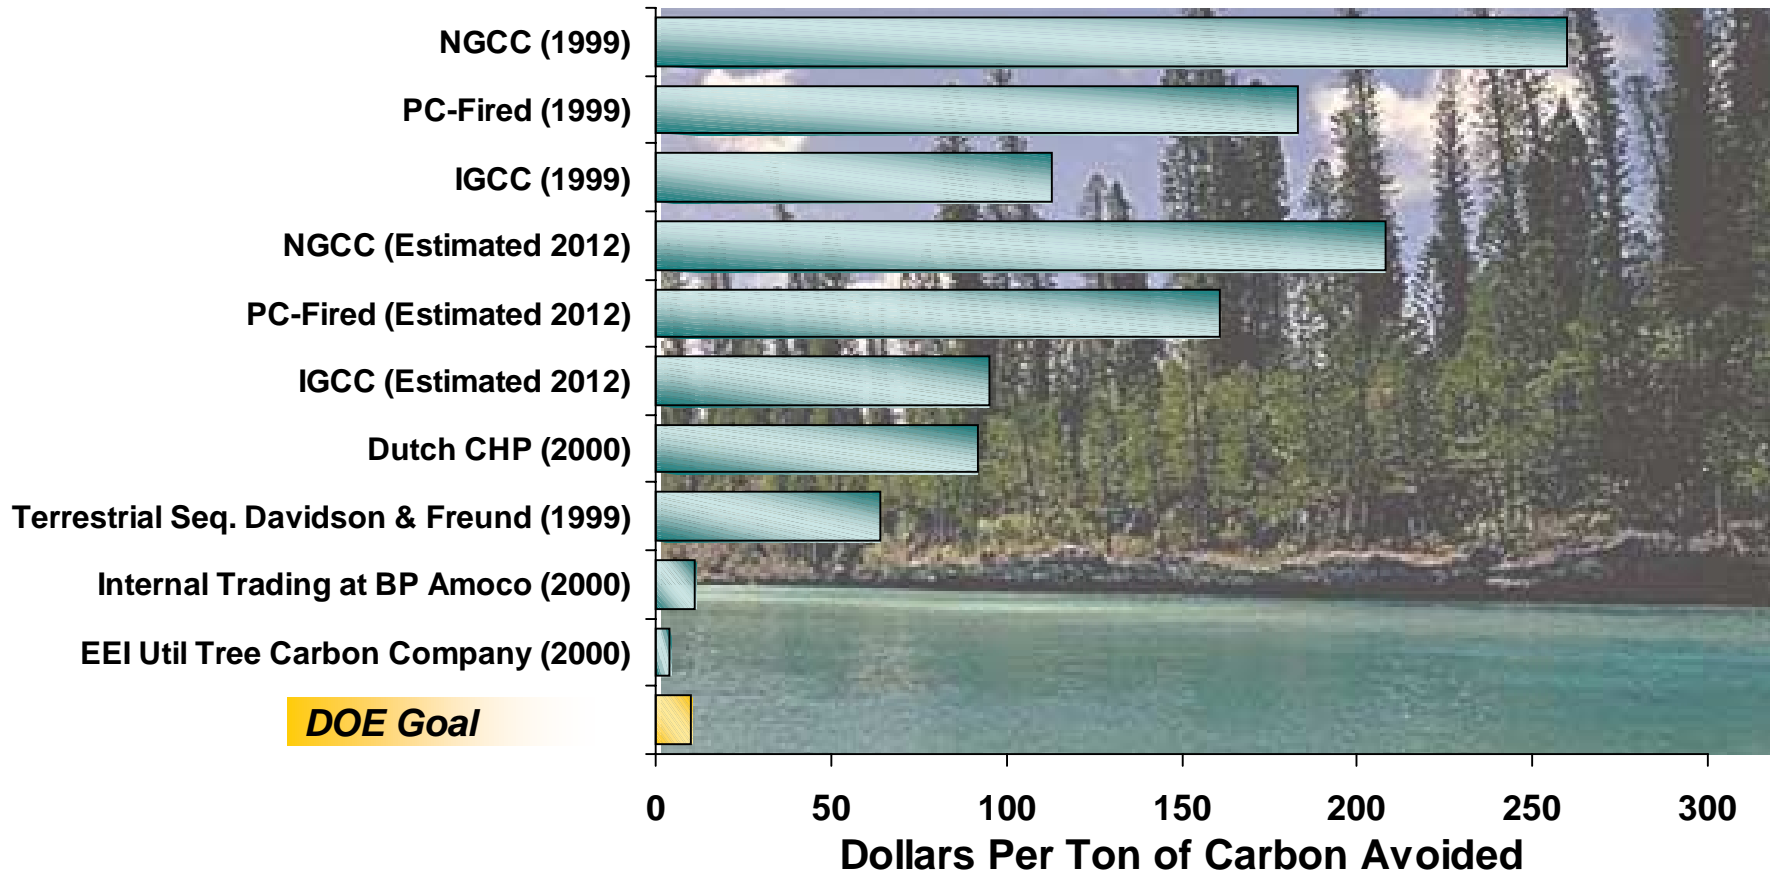 NGCC (1999)
PC-Fired (1999)
IGCC (1999)
NGCC (Estimated 2012)
PC-Fired (Estimated 2012)
IGCC (Estimated 2012)
Dutch CHP (2000)
Terrestrial Seq. Davidson & Freund (1999)
Internal Trading at BP Amoco (2000)
EEI Util Tree Carbon Company (2000)
DOE Goal
0 50 100 150 200 250 300
Dollars Per Ton of Carbon Avoided